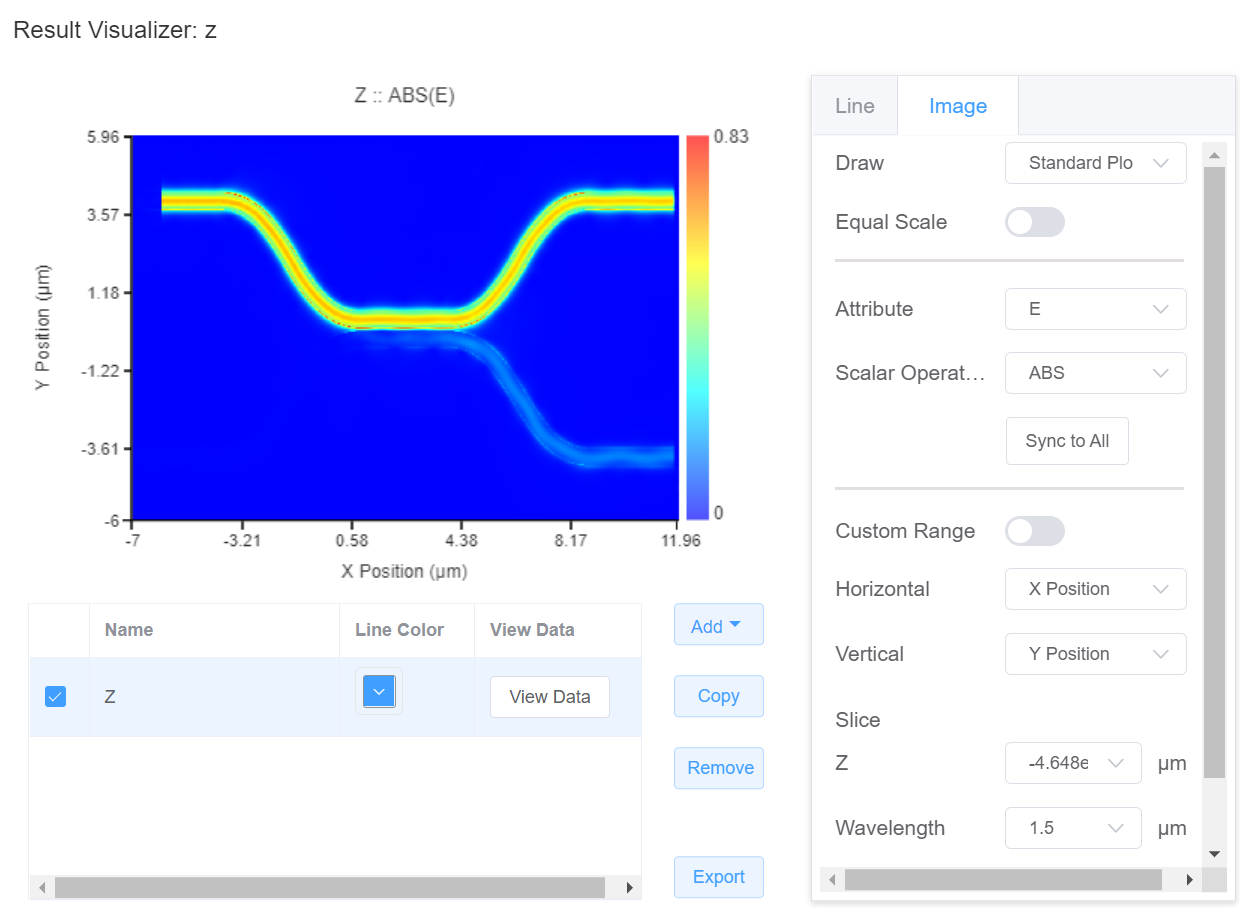 Result Visualizer: z
Z :: ABS(E)
5.96
3.57
1.18
-1.22
-3.61
-6
Y Position (µm)
-7
-3.21
0.58
4.38
8.17
11.96
X Position (µm)
0.83
0
Name
Line Color
View Data
Z
View Data
Add
Copy
Remove
Export
Line
Image
Draw
Standard Plo
Equal Scale
Attribute
E
Scalar Operat...
ABS
Sync to All
Custom Range
Horizontal
X Position
Vertical
Y Position
Slice
Z
-4.648e
µm
Wavelength
1.5
µm